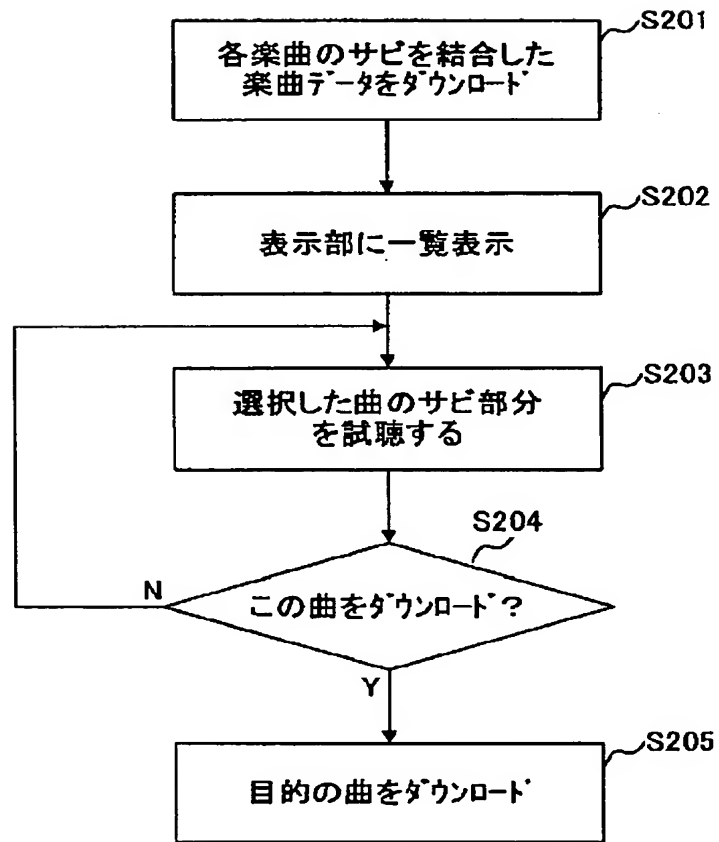 S201
各楽曲のサビを結合した
楽曲データをダウンロード
S202
表示部に一覧表示
S203
選択した曲のサビ部分
を試聴する
S204
N
この曲をダウンロード？
Y
S205
目的の曲をダウンロード